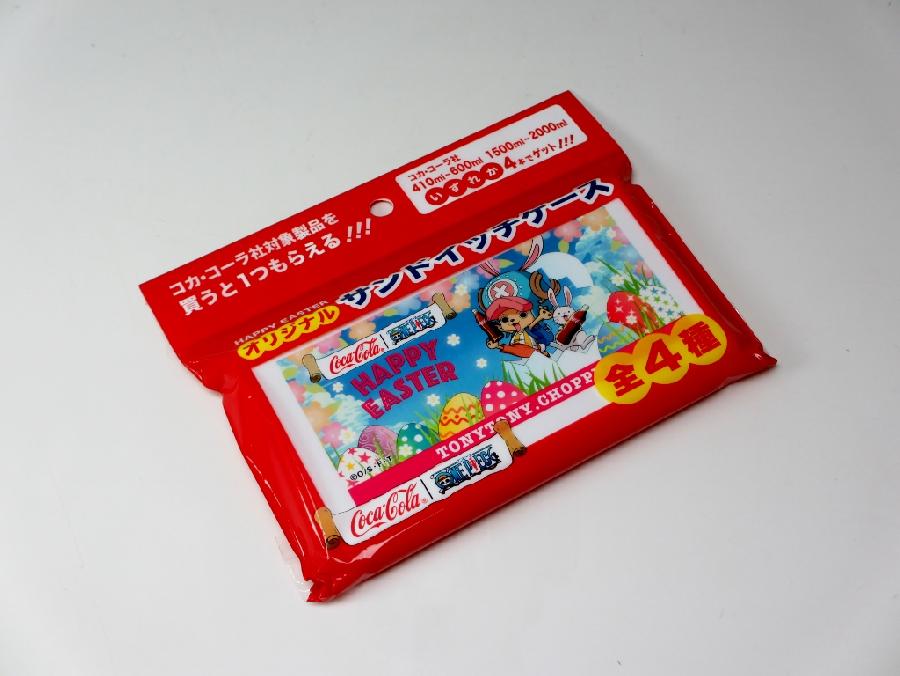 コカ・コーラ社対象製品を
買うと1つもらえる!!!
コカ・コーラ社
410ml~600ml 1500ml~2000ml
いずれか4本でゲット!!!
HAPPY EASTER
オリジナル サンドイッチケース
Coca-Cola ONE PIECE
HAPPY
EASTER
TONYTONY.CHOPP
全4種
Coca-Cola ONE PIECE